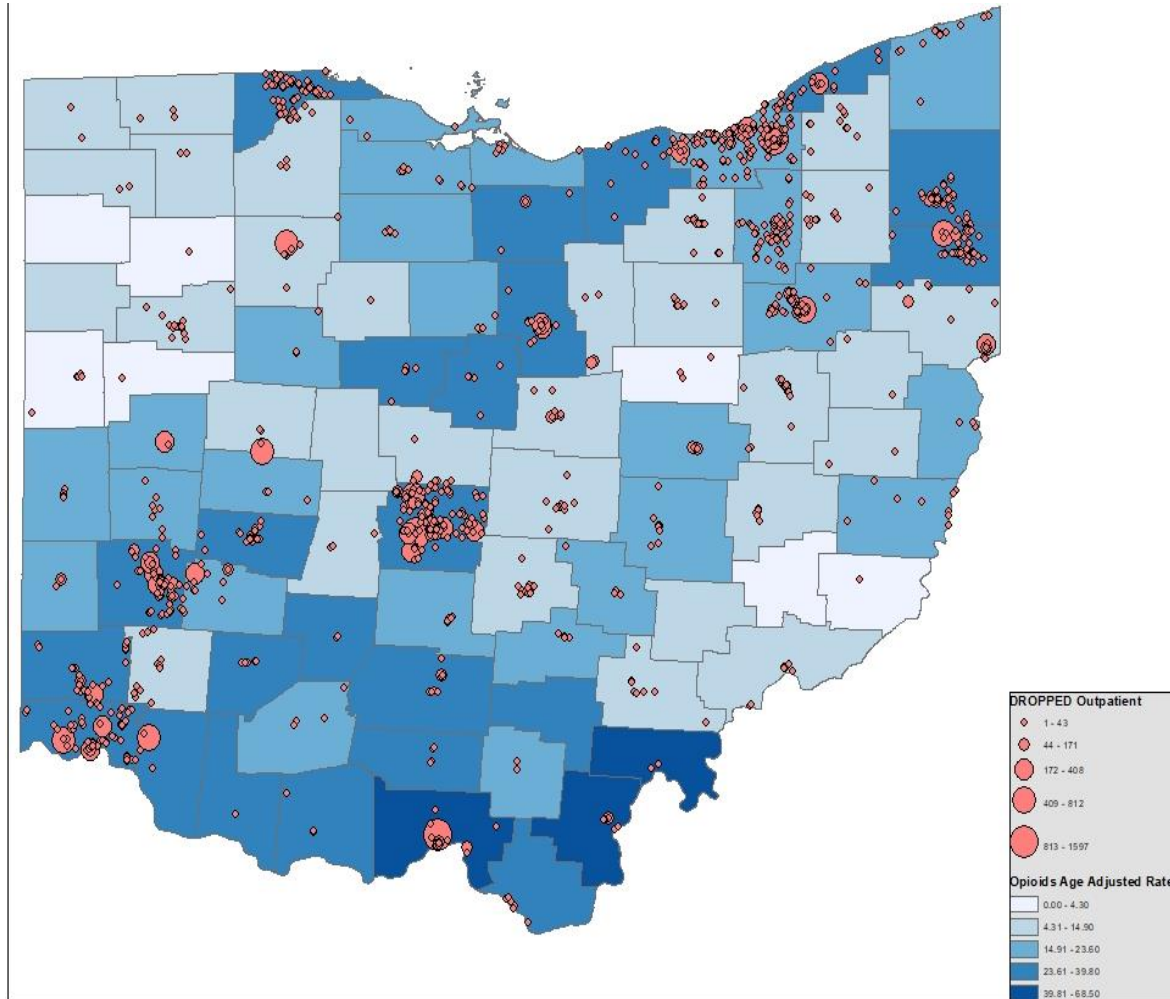 DROPPED Outpatient
1 - 43
44 - 171
172 - 408
409 - 812
813 - 1597
Opioids Age Adjusted Rate
0.00 - 4.30
4.31 - 14.90
14.91 - 23.60
23.61 - 39.80
39.81 - 68.50